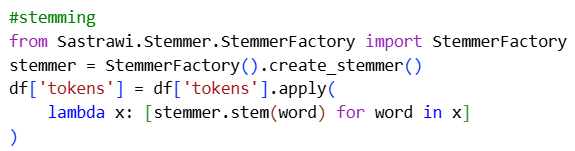 #stemming
from Sastrawi.Stemmer.StemmerFactory import StemmerFactory
stemmer = StemmerFactory().create_stemmer()
df['tokens'] = df['tokens'].apply(
    lambda x: [stemmer.stem(word) for word in x]
)